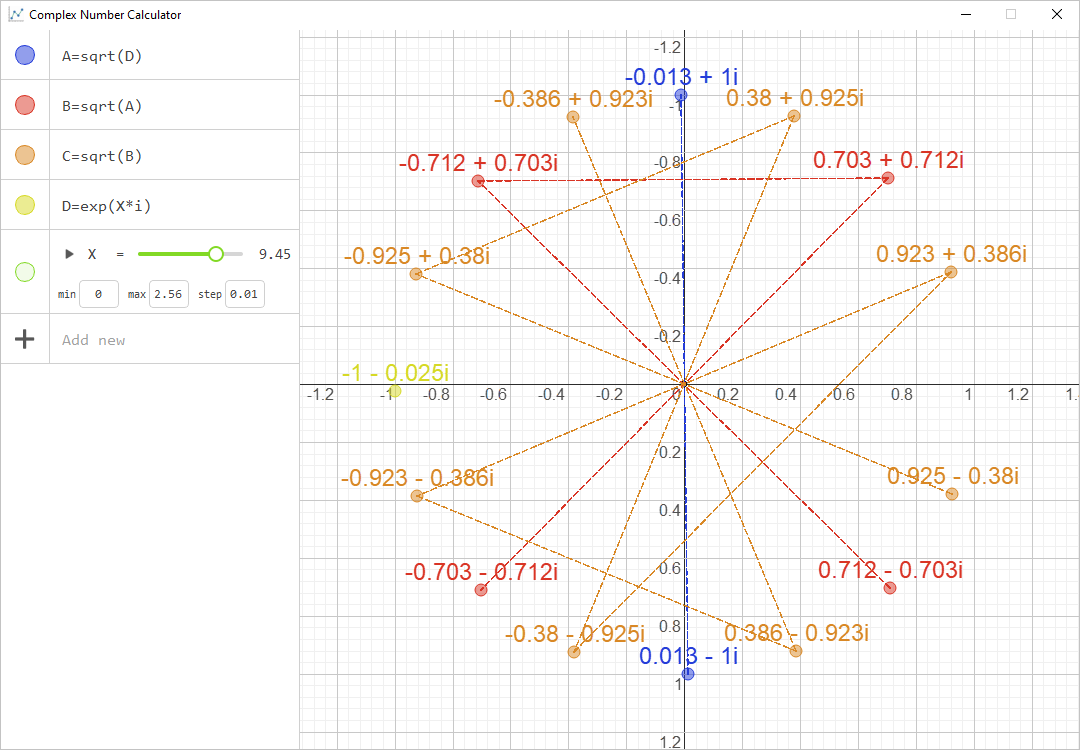 Complex Number Calculator
A=sqrt(D)
B=sqrt(A)
C=sqrt(B)
D=exp(X*i)
X = 9.45
min 0 max 2.56 step 0.01
Add new
-1.2
-0.013 + 1i
-0.386 + 0.923i 0.38 + 0.925i
-1
-0.712 + 0.703i -0.8 0.703 + 0.712i
-0.6
-0.925 + 0.38i 0.923 + 0.386i
-0.4
-0.2
-1 - 0.025i
-1.2 -1 -0.8 -0.6 -0.4 -0.2 0 0.2 0.4 0.6 0.8 1 1.2 1.
0.2
-0.923 - 0.386i 0.925 - 0.38i
0.4
-0.703 - 0.712i 0.6 0.712 - 0.703i
0.8
-0.38 - 0.925i 0.386 - 0.923i
0.013 - 1i
1
1.2